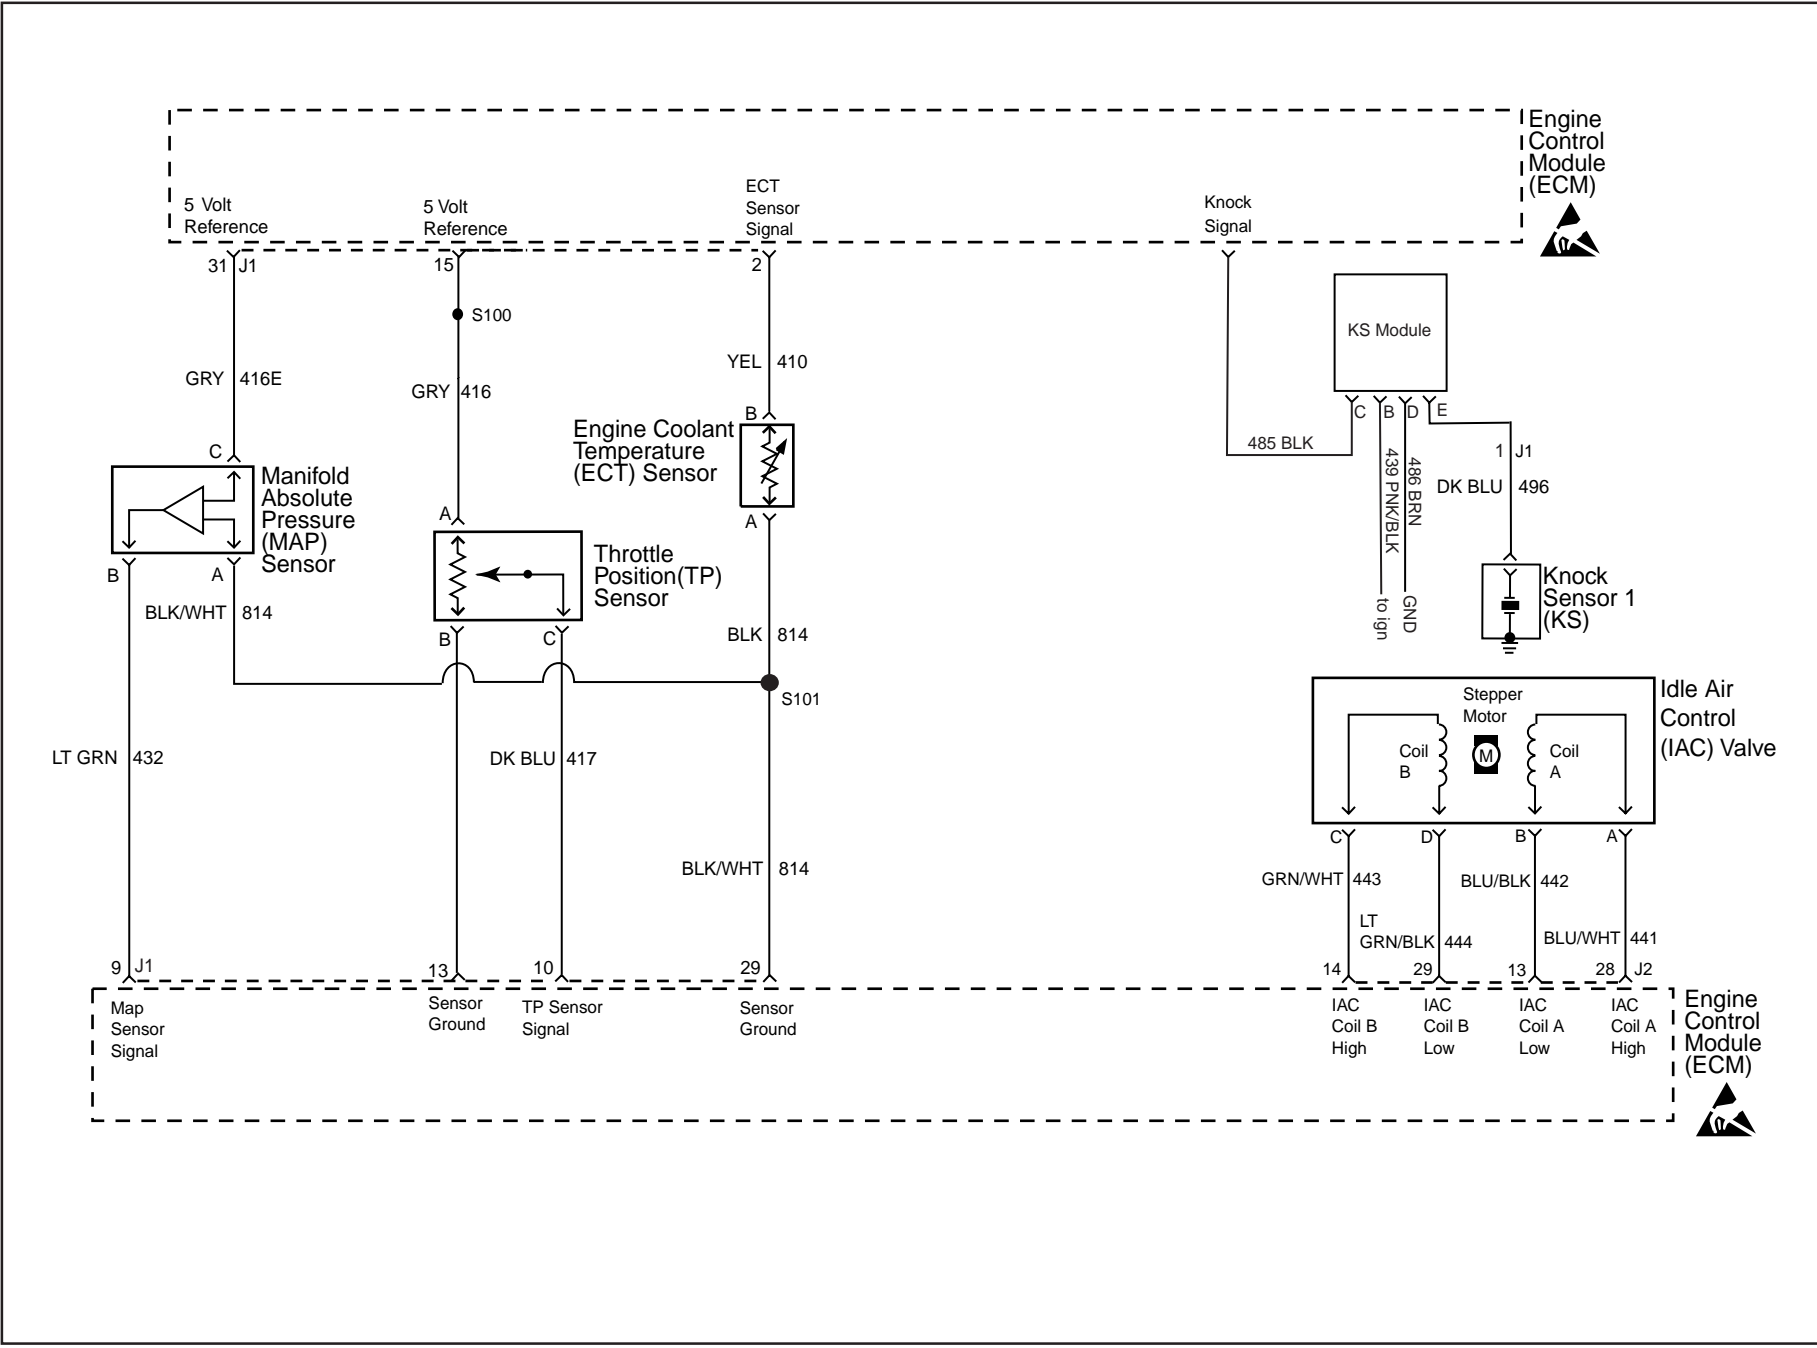 Engine
Control
Module
(ECM)
5 Volt
Reference
5 Volt
Reference
ECT
Sensor
Signal
Knock
Signal
31 J1
15
2
S100
KS Module
GRY 416E
GRY 416
YEL 410
C B D E
485 BLK
439 PNK/BLK
486 BRN
to ign
GND
1 J1
DK BLU 496
C
Manifold
Absolute
Pressure
(MAP)
Sensor
B
Engine Coolant
Temperature
(ECT) Sensor
A
A
Throttle
Position(TP)
Sensor
Knock
Sensor 1
(KS)
B A
BLK/WHT 814
B C
BLK 814
S101
LT GRN 432
DK BLU 417
BLK/WHT 814
Stepper
Motor
Coil
B
M
Coil
A
Idle Air
Control
(IAC) Valve
C D B A
GRN/WHT 443
BLU/BLK 442
LT
GRN/BLK 444
BLU/WHT 441
9 J1
13
10
29
14
29
13
28 J2
Map
Sensor
Signal
Sensor
Ground
TP Sensor
Signal
Sensor
Ground
IAC
Coil B
High
IAC
Coil B
Low
IAC
Coil A
Low
IAC
Coil A
High
Engine
Control
Module
(ECM)